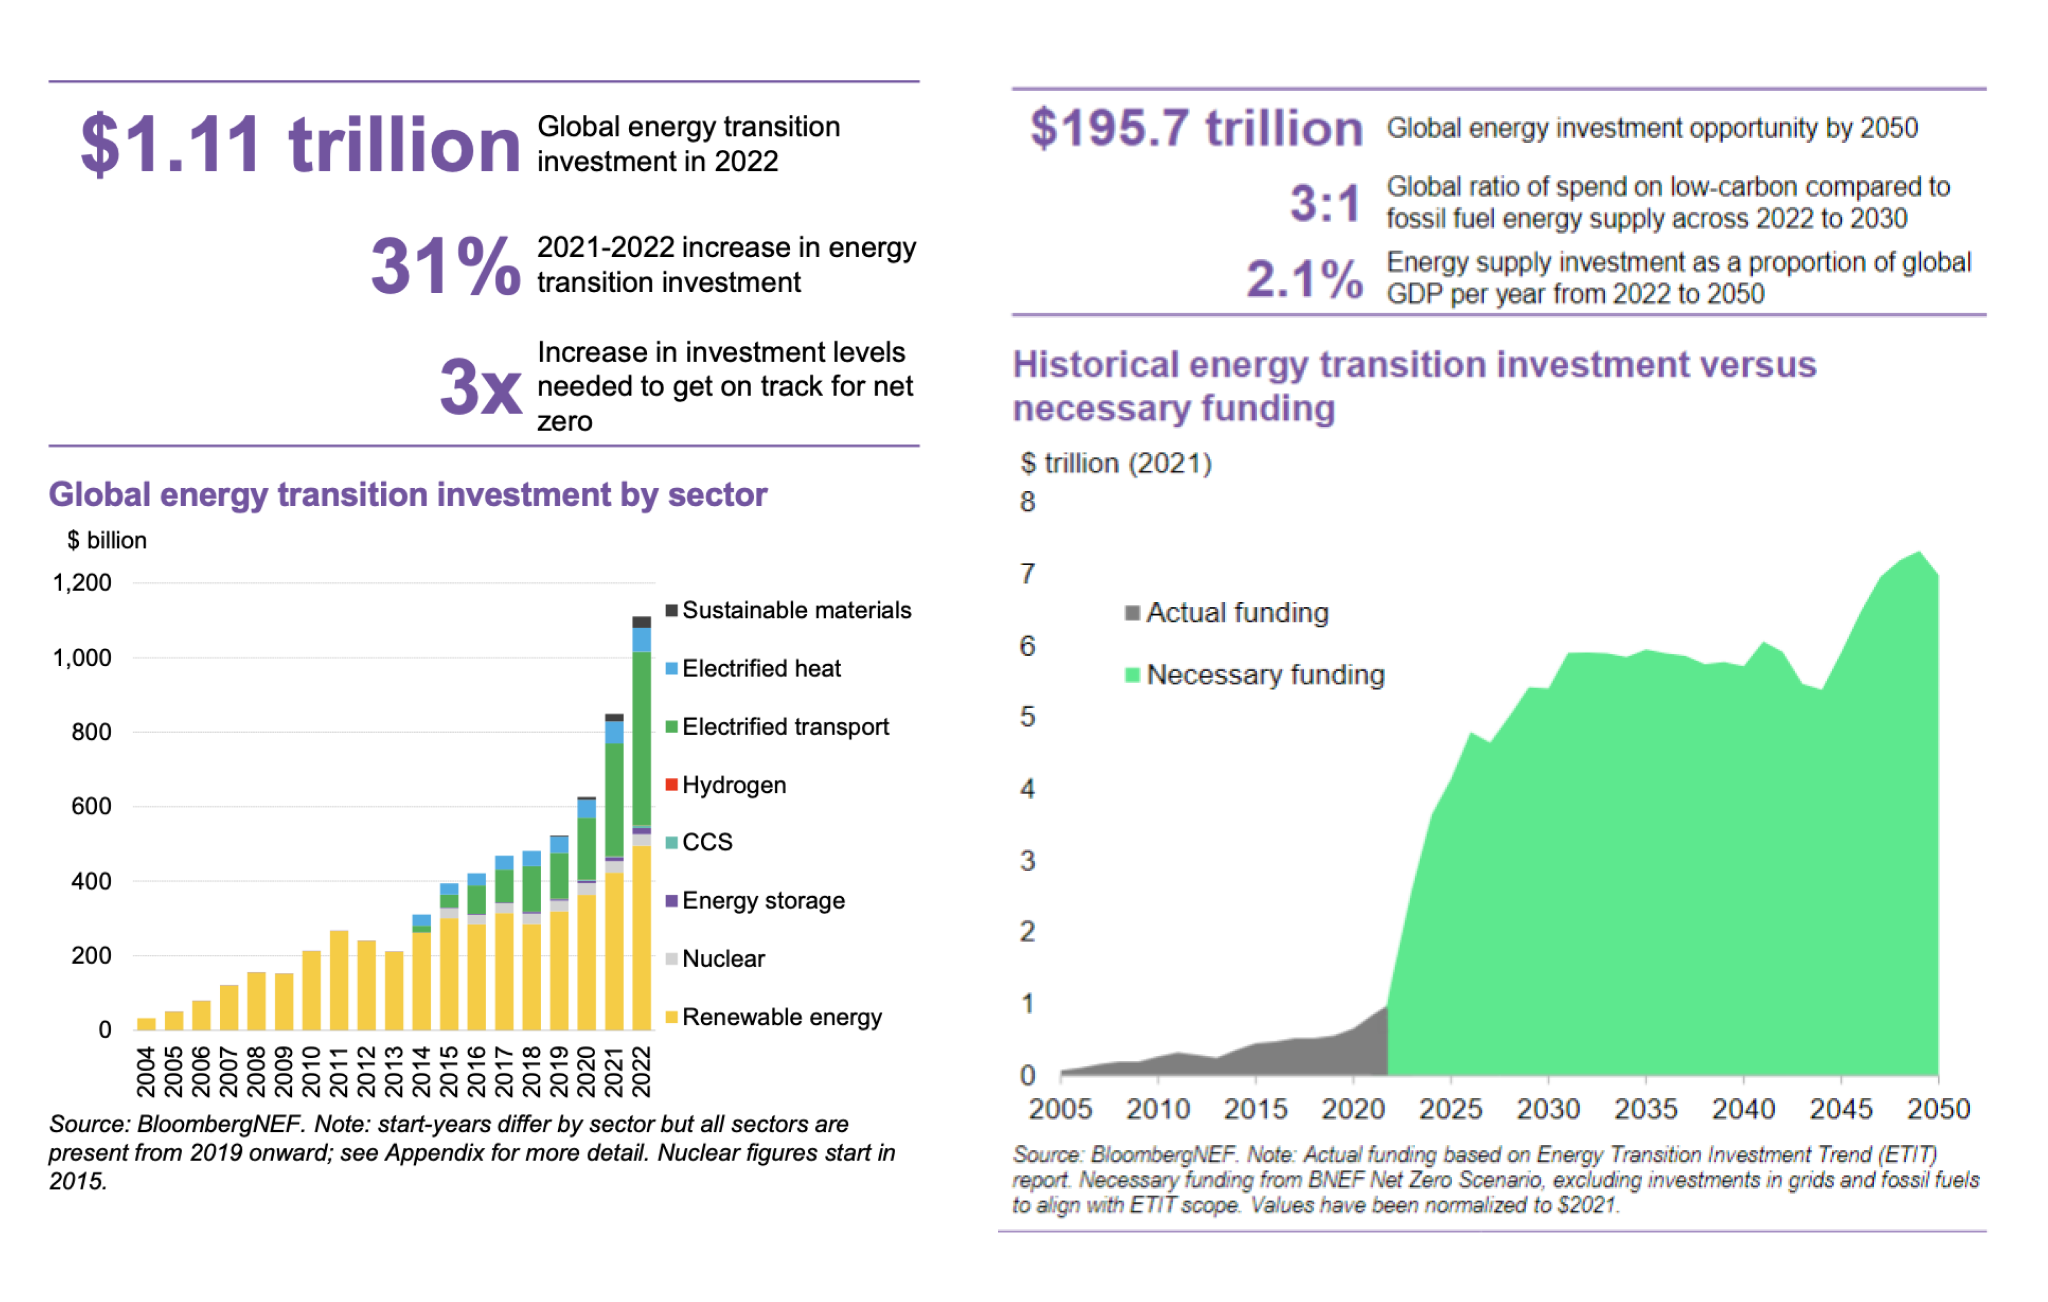 $1.11 trillion
Global energy transition
investment in 2022
31%
2021-2022 increase in energy
transition investment
3x
Increase in investment levels
needed to get on track for net
zero
Global energy transition investment by sector
$ billion
1,200
1,000
800
600
400
200
0
2004
2005
2006
2007
2008
2009
2010
2011
2012
2013
2014
2015
2016
2017
2018
2019
2020
2021
2022
Sustainable materials
Electrified heat
Electrified transport
Hydrogen
CCS
Energy storage
Nuclear
Renewable energy
Source: BloombergNEF. Note: start-years differ by sector but all sectors are
present from 2019 onward; see Appendix for more detail. Nuclear figures start in
2015.
$195.7 trillion
Global energy investment opportunity by 2050
3:1
Global ratio of spend on low-carbon compared to
fossil fuel energy supply across 2022 to 2030
2.1%
Energy supply investment as a proportion of global
GDP per year from 2022 to 2050
Historical energy transition investment versus
necessary funding
$ trillion (2021)
8
7
6
5
4
3
2
1
0
Actual funding
Necessary funding
2005
2010
2015
2020
2025
2030
2035
2040
2045
2050
Source: BloombergNEF. Note: Actual funding based on Energy Transition Investment Trend (ETIT)
report. Necessary funding from BNEF Net Zero Scenario, excluding investments in grids and fossil fuels
to align with ETIT scope. Values have been normalized to $2021.